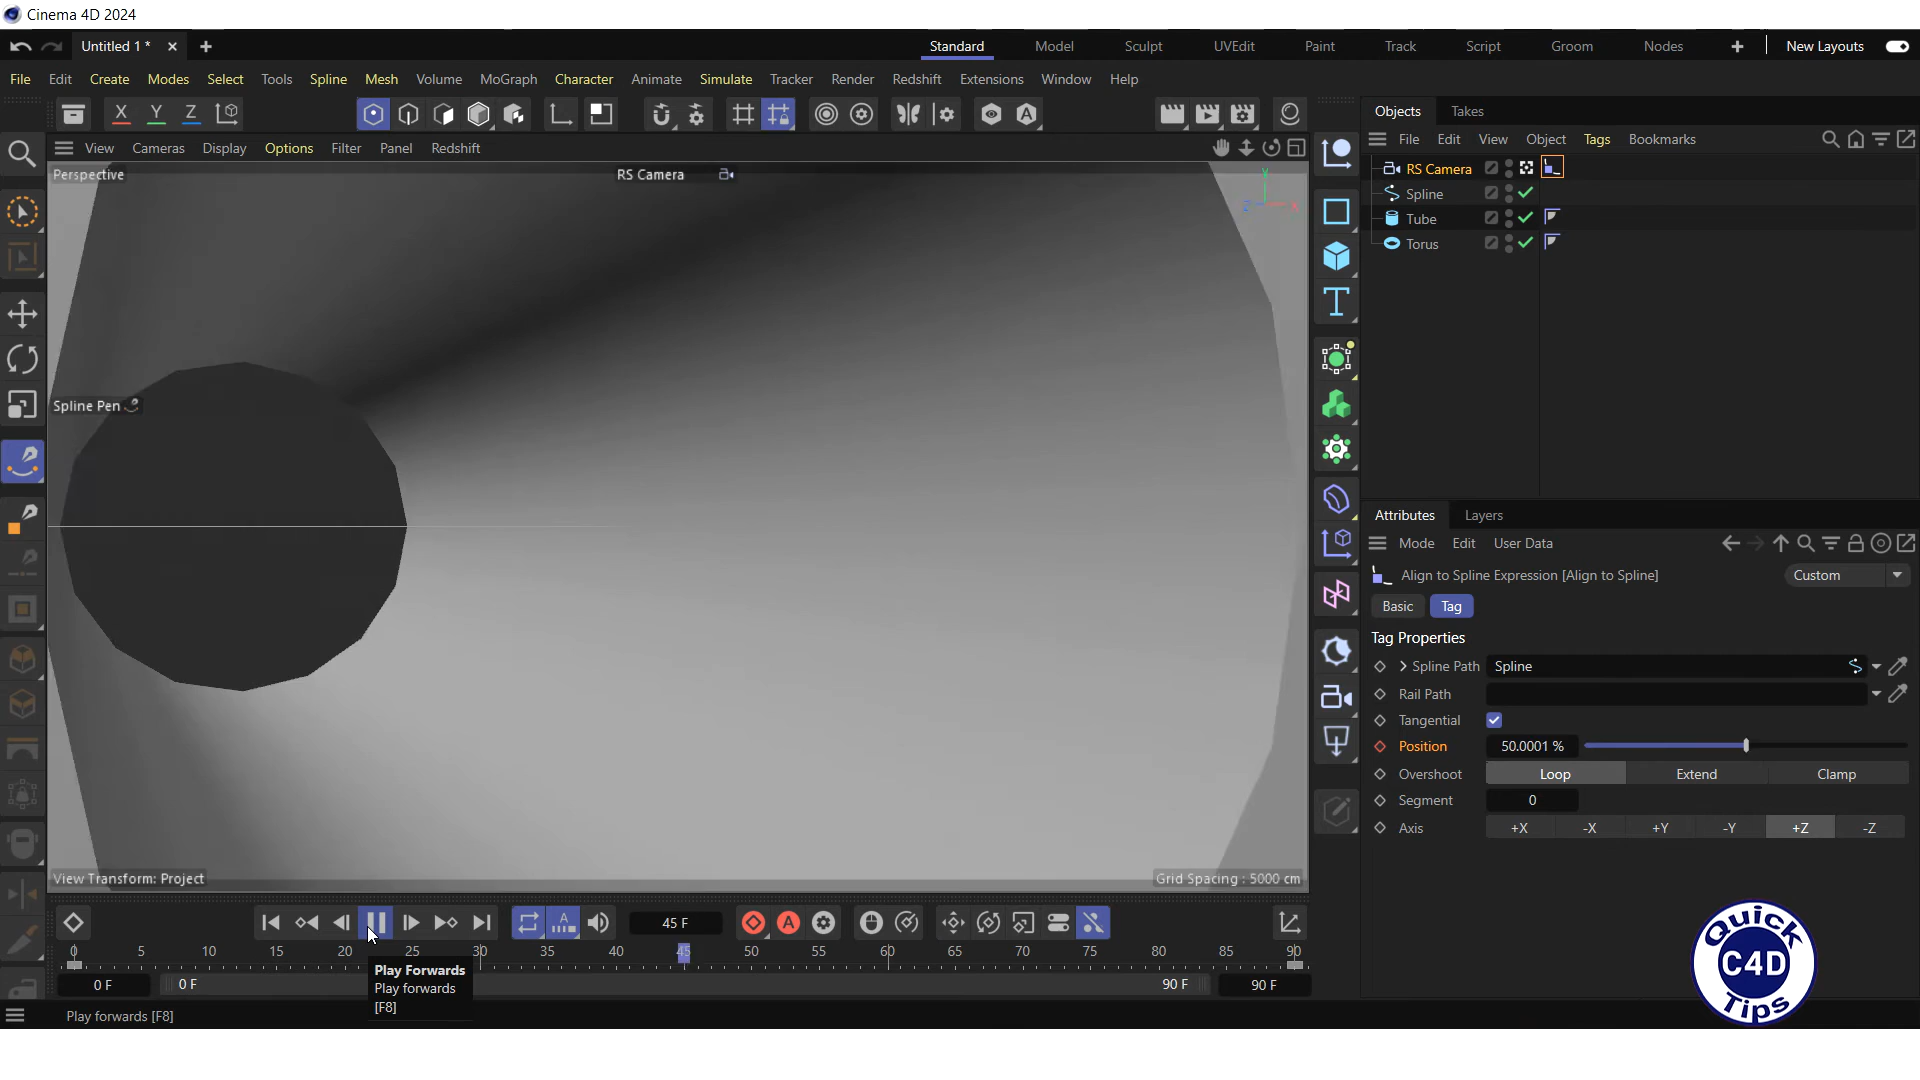 Cinema 4D 2024
Untitled 1 *
Standard Model Sculpt UVEdit Paint Track Script Groom Nodes New Layouts
File Edit Create Modes Select Tools Spline Mesh Volume MoGraph Character Animate Simulate Tracker Render Redshift Extensions Window Help
X Y Z
View Cameras Display Options Filter Panel Redshift
Perspective
RS Camera
Y
Z X
Spline Pen
View Transform: Project
Grid Spacing : 5000 cm
Objects Takes
File Edit View Object Tags Bookmarks
RS Camera
Spline
Tube
Torus
Attributes Layers
Mode Edit User Data
Align to Spline Expression [Align to Spline]
Custom
Basic Tag
Tag Properties
Spline Path Spline
Rail Path
Tangential
Position 50.0001 %
Overshoot Loop Extend Clamp
Segment 0
Axis +X -X +Y -Y +Z -Z
45 F
0 5 10 15 20 25 30 35 40 45 50 55 60 65 70 75 80 85 90
0 F 0 F 90 F 90 F
Play Forwards
Play forwards
[F8]
Play forwards [F8]
Quick
C4D
Tips